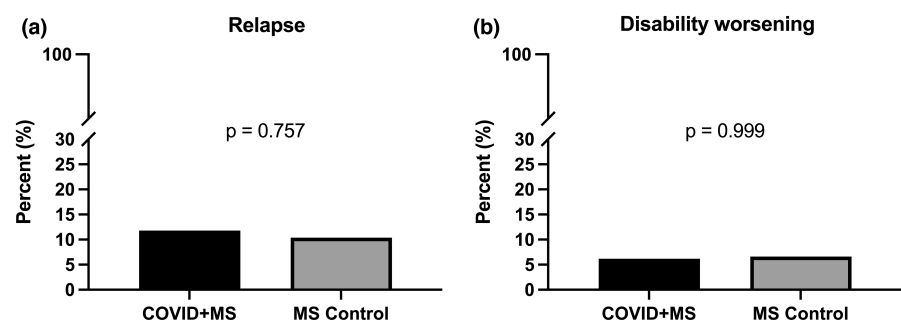 (a)
Relapse
100
30
25
20
15
10
5
0
Percent (%)
p = 0.757
COVID+MS
MS Control
(b)
Disability worsening
100
30
25
20
15
10
5
0
Percent (%)
p = 0.999
COVID+MS
MS Control